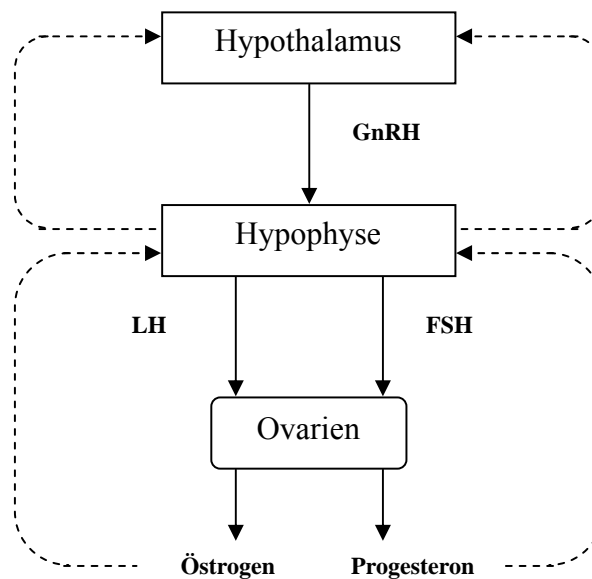 Hypothalamus
GnRH
Hypophyse
LH FSH
Ovarien
Östrogen Progesteron